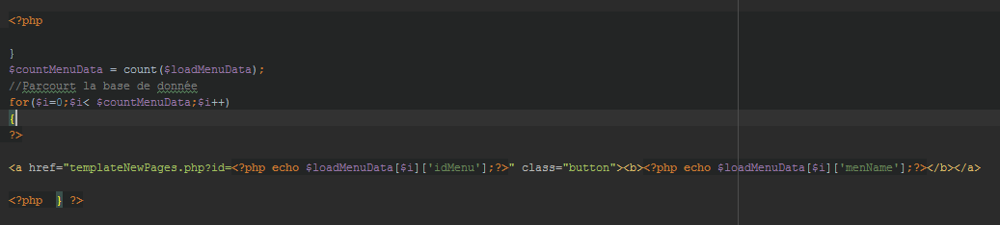 <?php
}
$countMenuData = count($loadMenuData);
//Parcourt la base de donnée
for($i=0;$i< $countMenuData;$i++)
{
?>
<a href="templateNewPages.php?id=<?php echo $loadMenuData[$i]['idMenu'];?>" class="button"><b><?php echo $loadMenuData[$i]['menName'];?></b></a>
<?php  } ?>